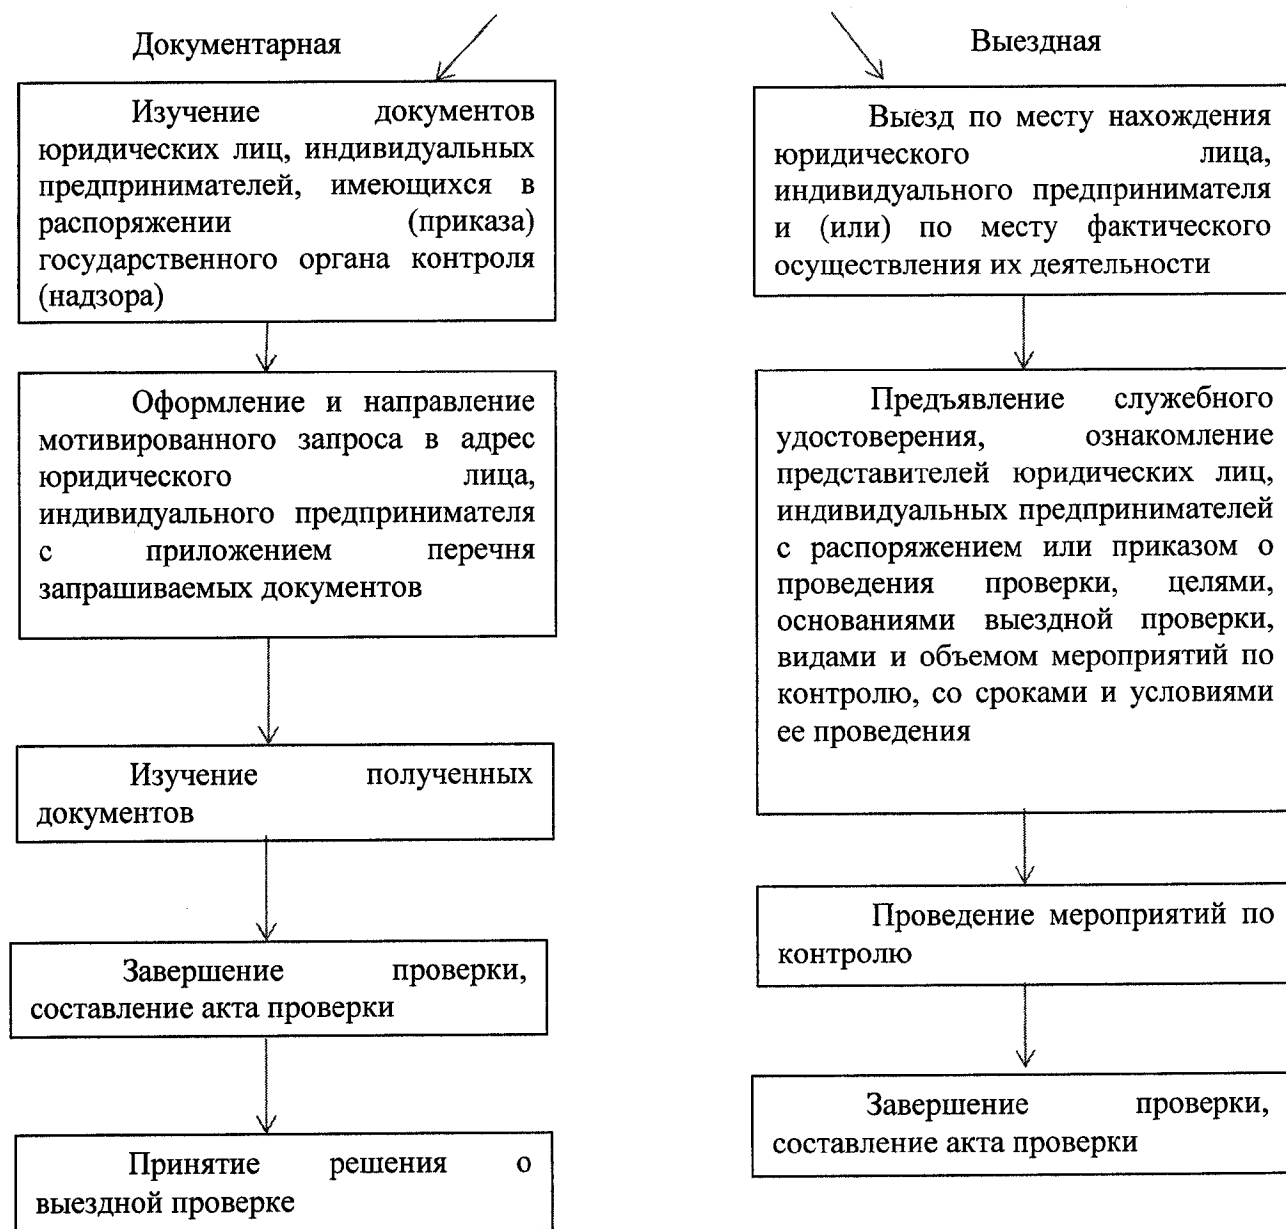 Документарная
Изучение документов
юридических лиц, индивидуальных
предпринимателей, имеющихся в
распоряжении (приказа)
государственного органа контроля
(надзора)
Оформление и направление
мотивированного запроса в адрес
юридического лица,
индивидуального предпринимателя
с приложением перечня
запрашиваемых документов
Изучение полученных
документов
Завершение проверки,
составление акта проверки
Принятие решения о
выездной проверке
Выездная
Выезд по месту нахождения
юридического лица,
индивидуального предпринимателя
и (или) по месту фактического
осуществления их деятельности
Предъявление служебного
удостоверения, ознакомление
представителей юридических лиц,
индивидуальных предпринимателей
с распоряжением или приказом о
проведения проверки, целями,
основаниями выездной проверки,
видами и объемом мероприятий по
контролю, со сроками и условиями
ее проведения
Проведение мероприятий по
контролю
Завершение проверки,
составление акта проверки